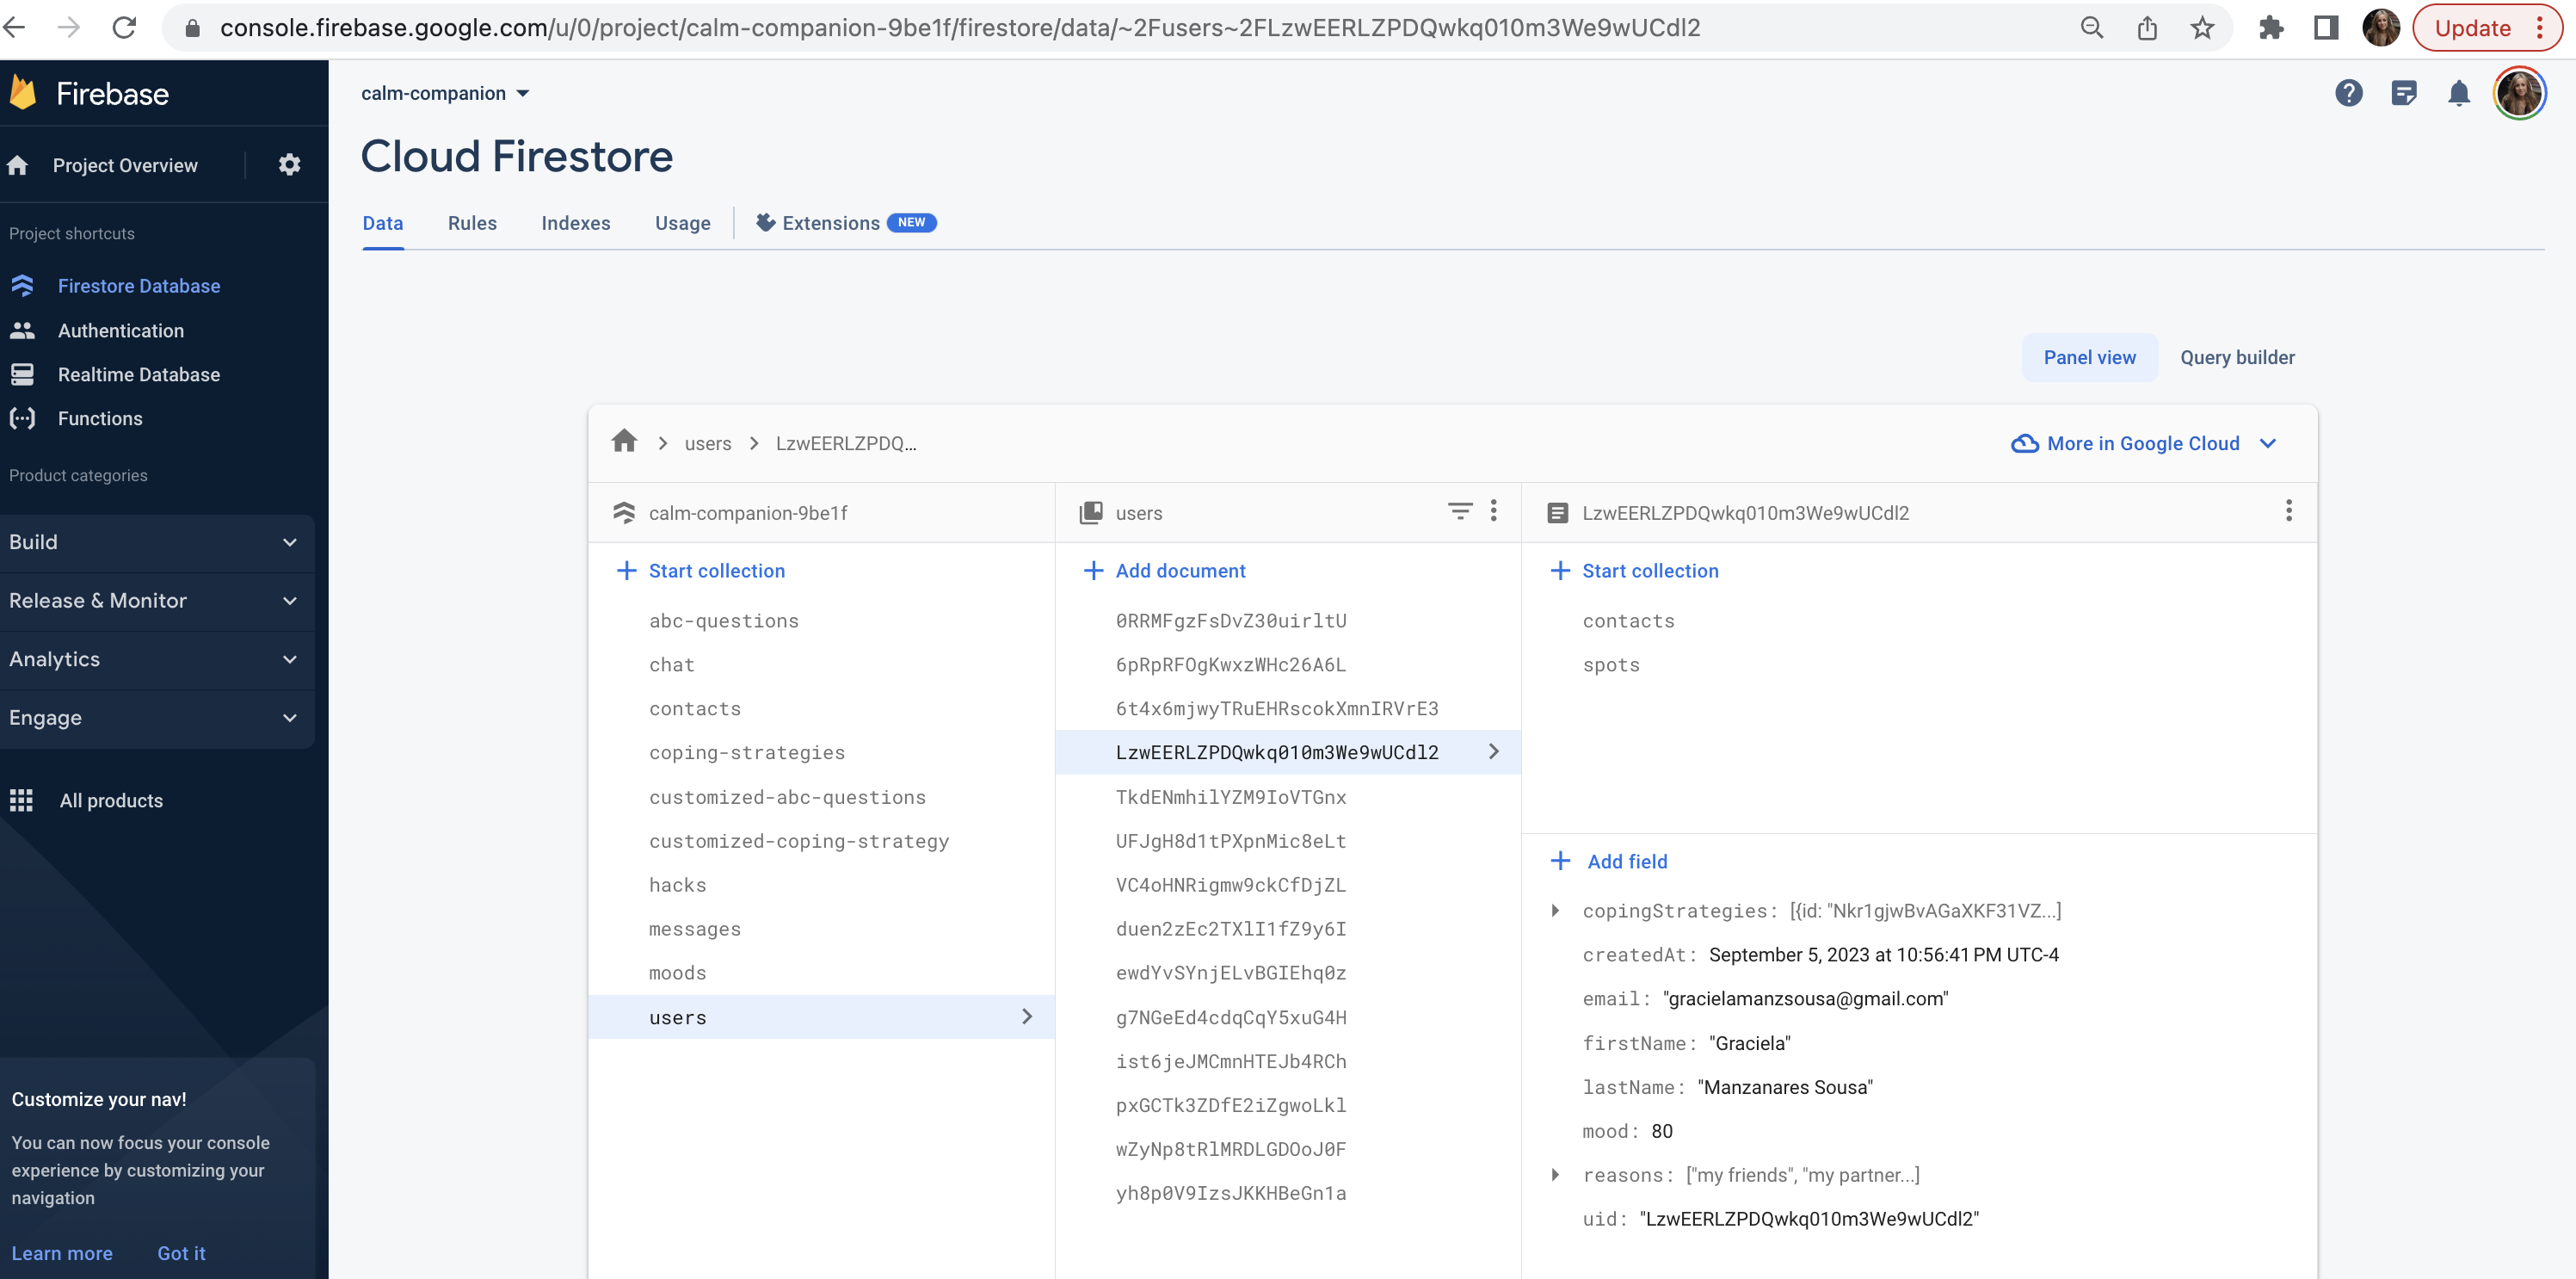 console.firebase.google.com/u/0/project/calm-companion-9be1f/firestore/data/~2Fusers~2FLzwEERLZPDQwkq010m3We9wUCdl2
Update
Firebase
Project Overview
Project shortcuts
Firestore Database
Authentication
Realtime Database
Functions
Product categories
Build
Release & Monitor
Analytics
Engage
All products
Customize your nav!
You can now focus your console
experience by customizing your
navigation
Learn more Got it
calm-companion
Cloud Firestore
Data Rules Indexes Usage Extensions NEW
Panel view Query builder
users LzwEERLZPDQ...
More in Google Cloud
calm-companion-9be1f
Start collection
abc-questions
chat
contacts
coping-strategies
customized-abc-questions
customized-coping-strategy
hacks
messages
moods
users
users
Add document
0RRMFgzFsDvZ30uirltU
6pRpRFOgKwxzWHc26A6L
6t4x6mjwyTRuEHRscokXmnIRVrE3
LzwEERLZPDQwkq010m3We9wUCdl2
TkdENmhilYZM9IoVTGnx
UFJgH8d1tPXpnMic8eLt
VC4oHNRigmw9ckCfDjZL
duen2zEc2TXlI1fZ9y6I
ewdYvSYnjELvBGIEhq0z
g7NGeEd4cdqCqY5xuG4H
ist6jeJMCmnHTEJb4RCh
pxGCTk3ZDfE2iZgwoLkl
wZyNp8tRlMRDLGDOoJ0F
yh8p0V9IzsJKKHBeGn1a
LzwEERLZPDQwkq010m3We9wUCdl2
Start collection
contacts
spots
Add field
copingStrategies: [{id: "Nkr1gjwBvAGaXKF31VZ...]
createdAt: September 5, 2023 at 10:56:41 PM UTC-4
email: "gracielamanzsousa@gmail.com"
firstName: "Graciela"
lastName: "Manzanares Sousa"
mood: 80
reasons: ["my friends", "my partner...]
uid: "LzwEERLZPDQwkq010m3We9wUCdl2"